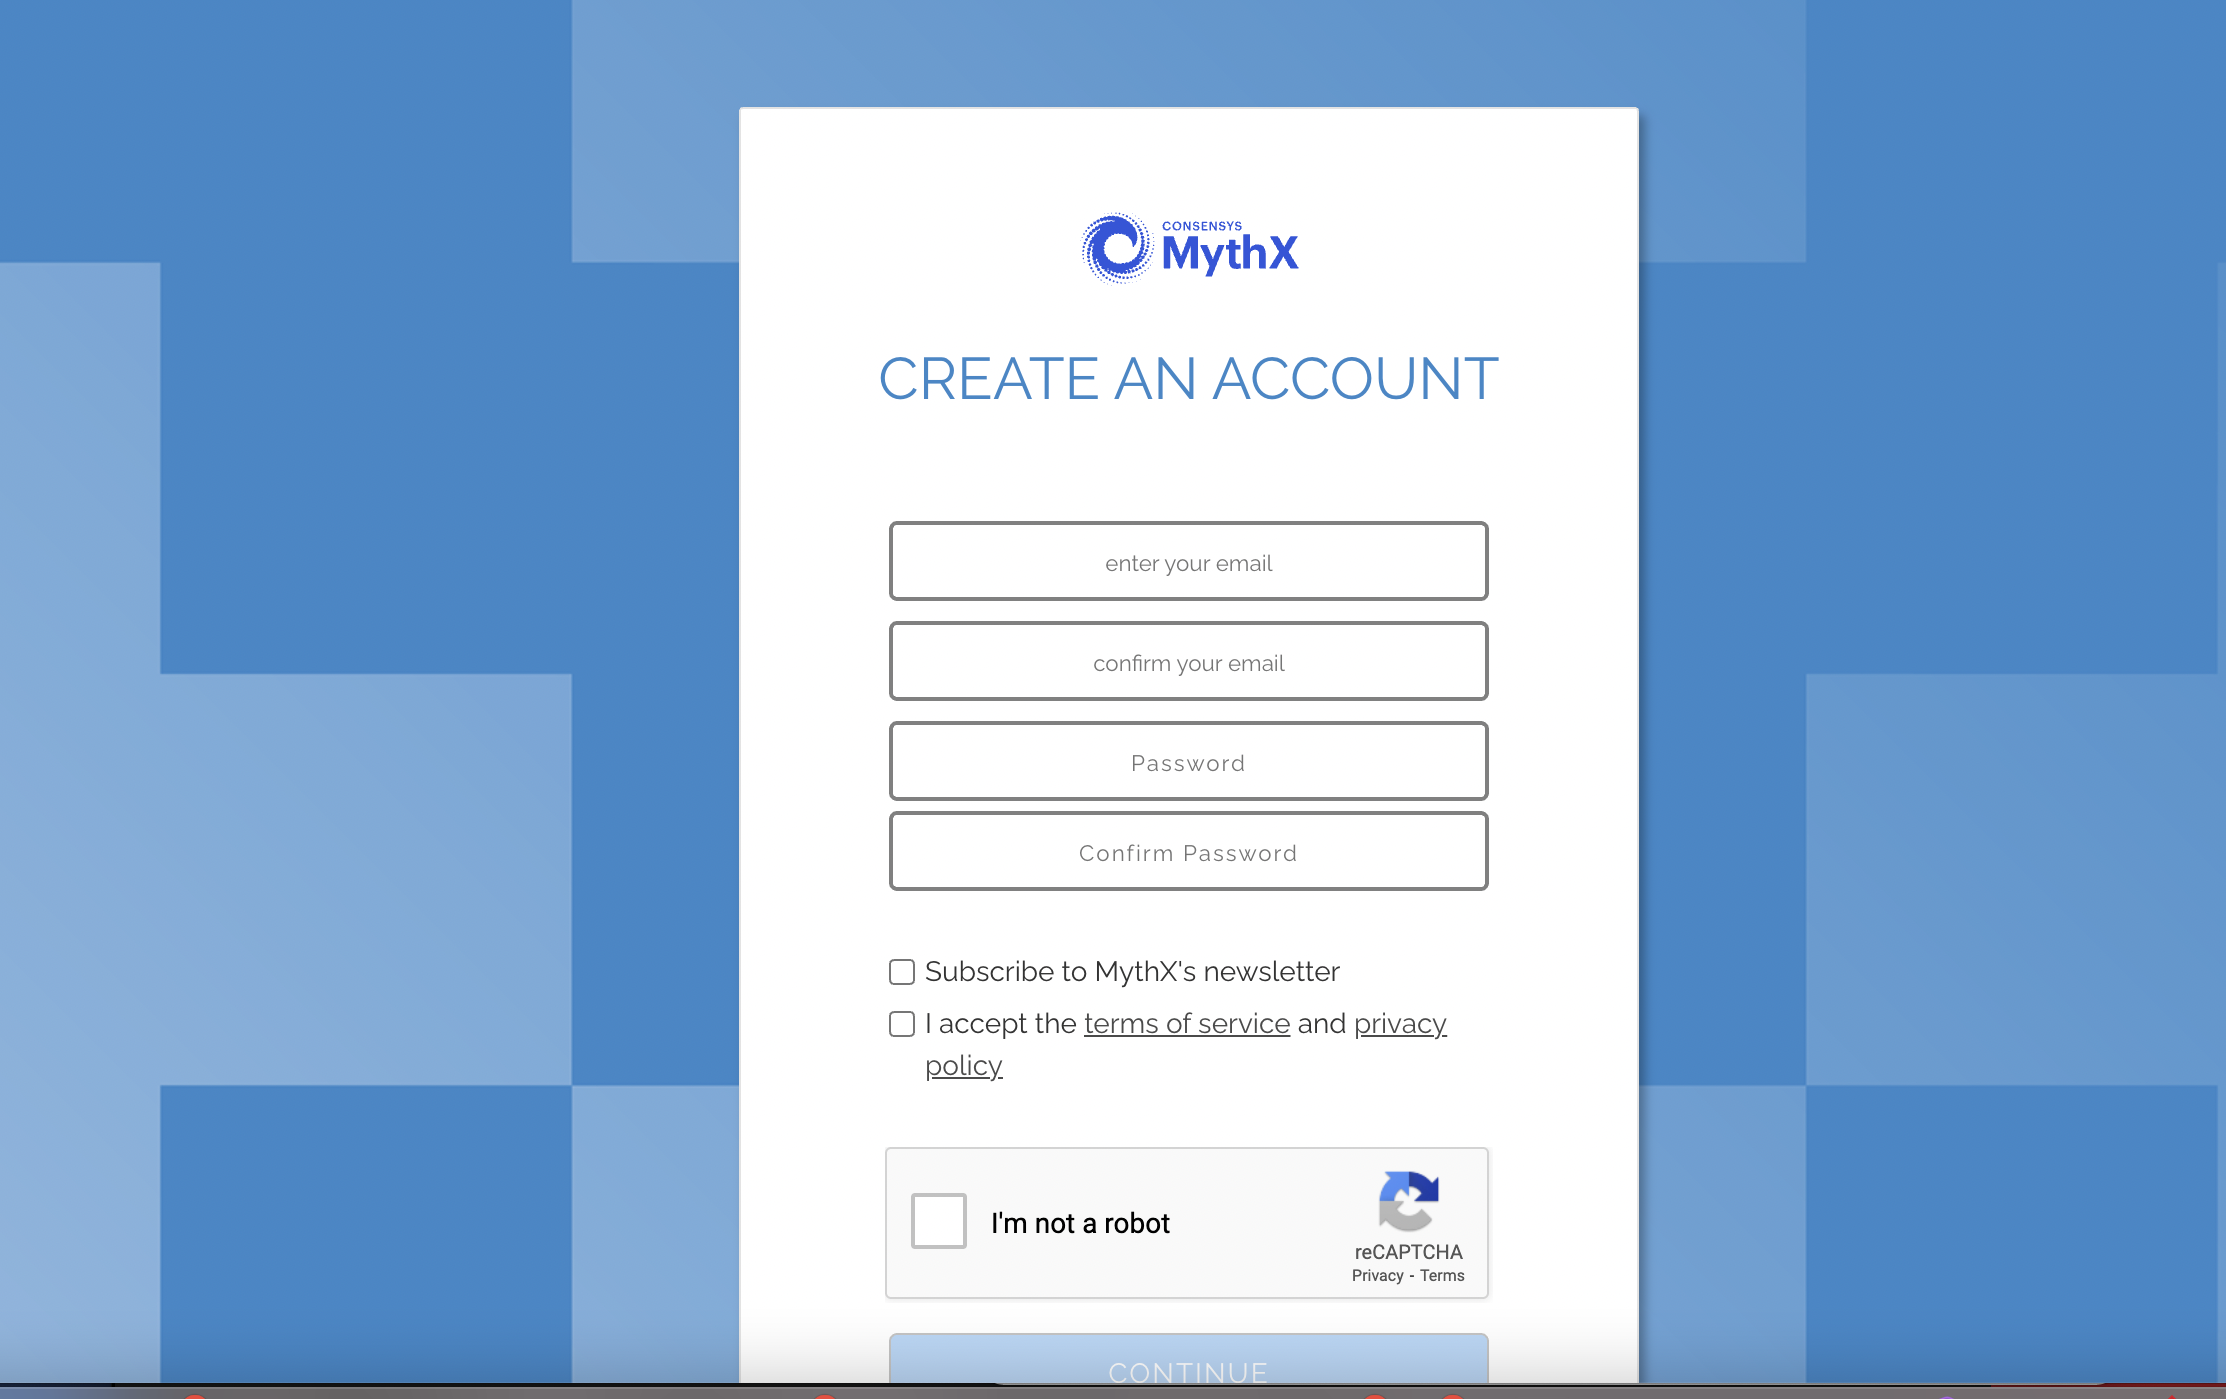 CONSENSYS
MythX
CREATE AN ACCOUNT
enter your email
confirm your email
Password
Confirm Password
Subscribe to MythX's newsletter
I accept the terms of service and privacy
policy
I'm not a robot
reCAPTCHA
Privacy - Terms
CONTINUE